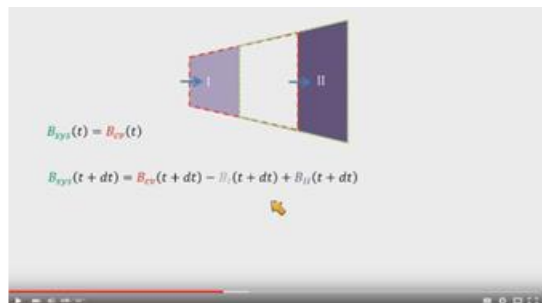 I
II
B_sys(t) = B_cv(t)
B_sys(t + dt) = B_cv(t + dt) − B_I(t + dt) + B_II(t + dt)